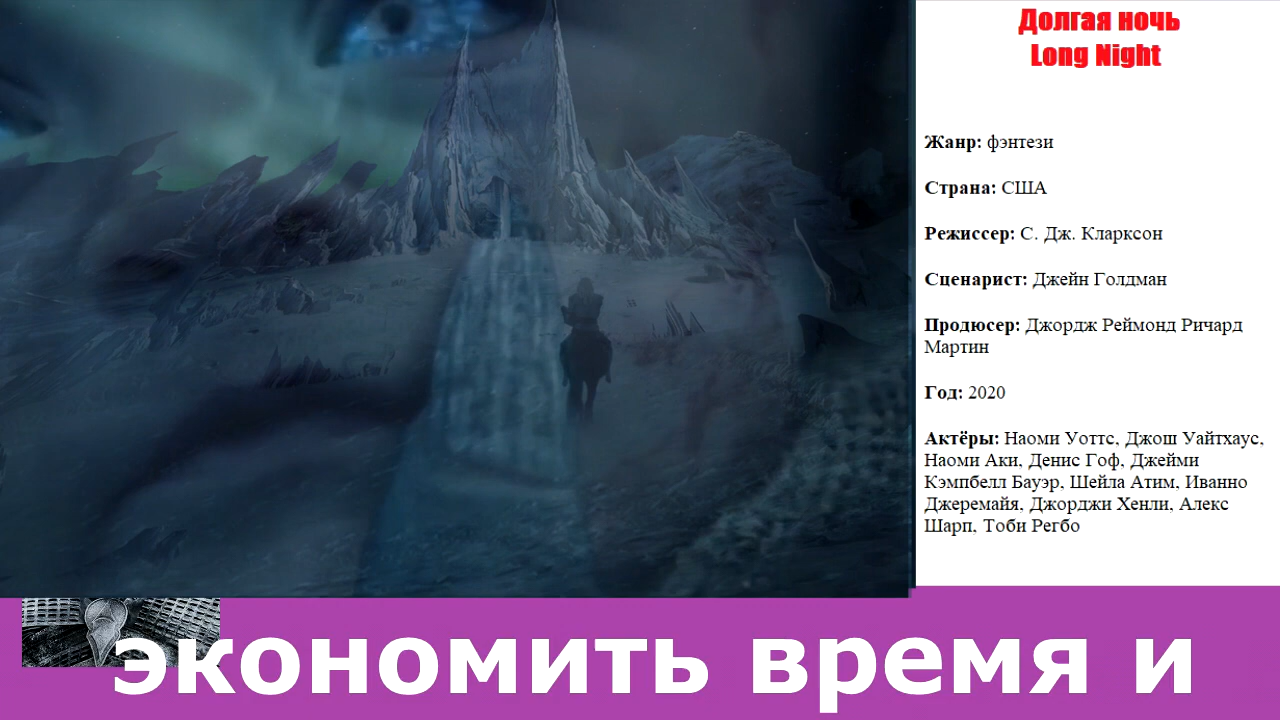 Долгая ночь
Long Night
Жанр: фэнтези
Страна: США
Режиссер: С. Дж. Кларксон
Сценарист: Джейн Голдман
Продюсер: Джордж Реймонд Ричард
Мартин
Год: 2020
Актёры: Наоми Уоттс, Джош Уайтхаус,
Наоми Аки, Денис Гоф, Джейми
Кэмпбелл Бауэр, Шейла Атим, Иванно
Джеремайя, Джорджи Хенли, Алекс
Шарп, Тоби Регбо
экономить время и